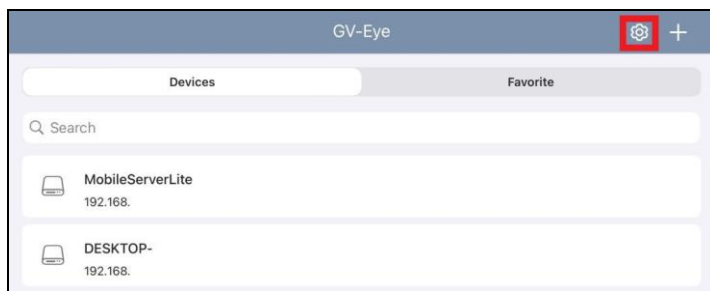 GV-Eye
Devices Favorite
Search
MobileServerLite
192.168.
DESKTOP-
192.168.